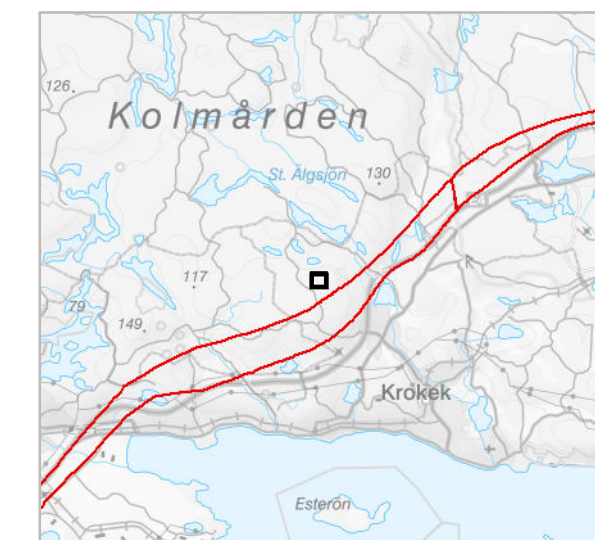 126
Kolmården
St. Älgsjön
130
117
79
149
Krokek
Esterön